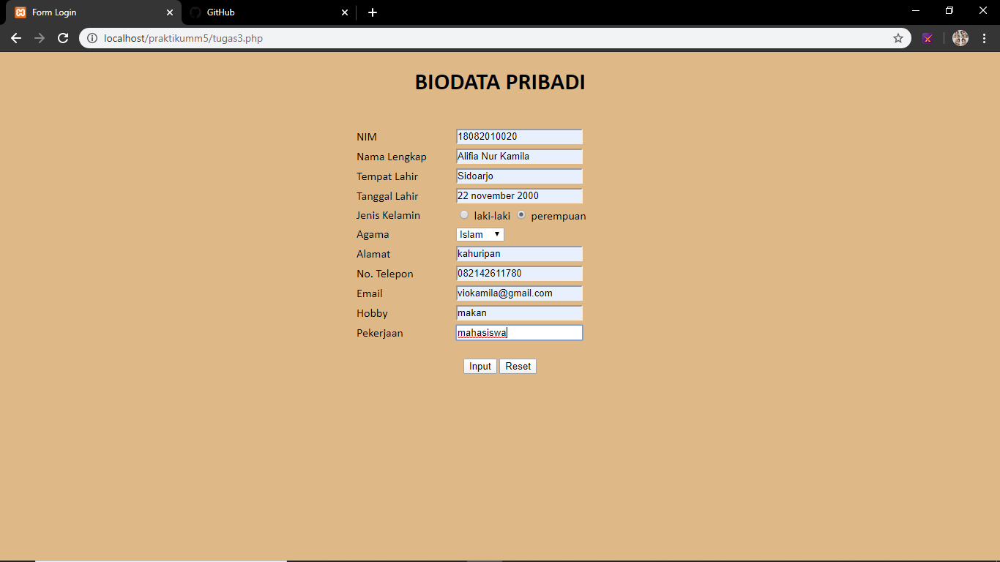 Form Login
GitHub
localhost/praktikumm5/tugas3.php
BIODATA PRIBADI
NIM 18082010020
Nama Lengkap Alifia Nur Kamila
Tempat Lahir Sidoarjo
Tanggal Lahir 22 november 2000
Jenis Kelamin laki-laki perempuan
Agama Islam
Alamat kahuripan
No. Telepon 082142611780
Email viokamila@gmail.com
Hobby makan
Pekerjaan mahasiswa
Input Reset